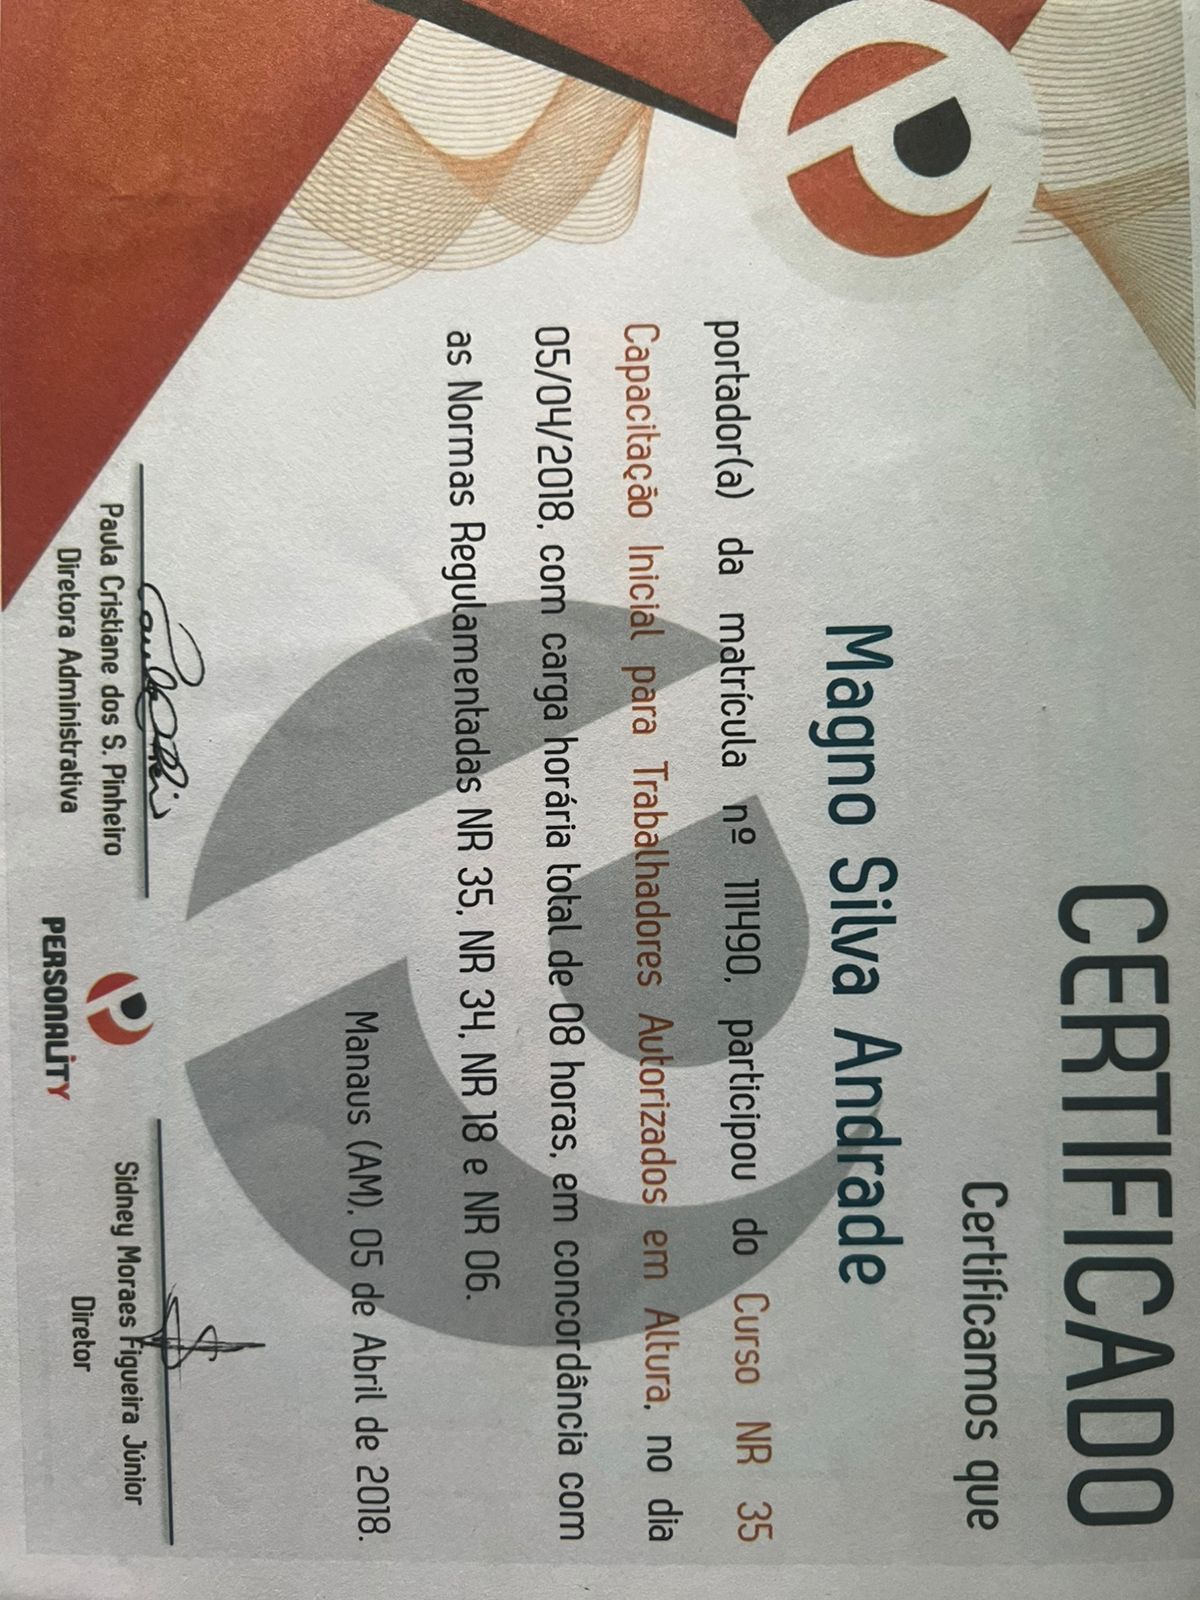 CERTIFICADO
Certificamos que
Magno Silva Andrade
portador(a) da matrícula nº 111490, participou do Curso NR 35
Capacitação Inicial para Trabalhadores Autorizados em Altura, no dia
05/04/2018, com carga horária total de 08 horas, em concordância com
as Normas Regulamentadas NR 35, NR 34, NR 18 e NR 06.
Manaus (AM), 05 de Abril de 2018.
Paula Cristiane dos S. Pinheiro
Diretora Administrativa
PERSONALITY
Sidney Moraes Figueira Júnior
Diretor